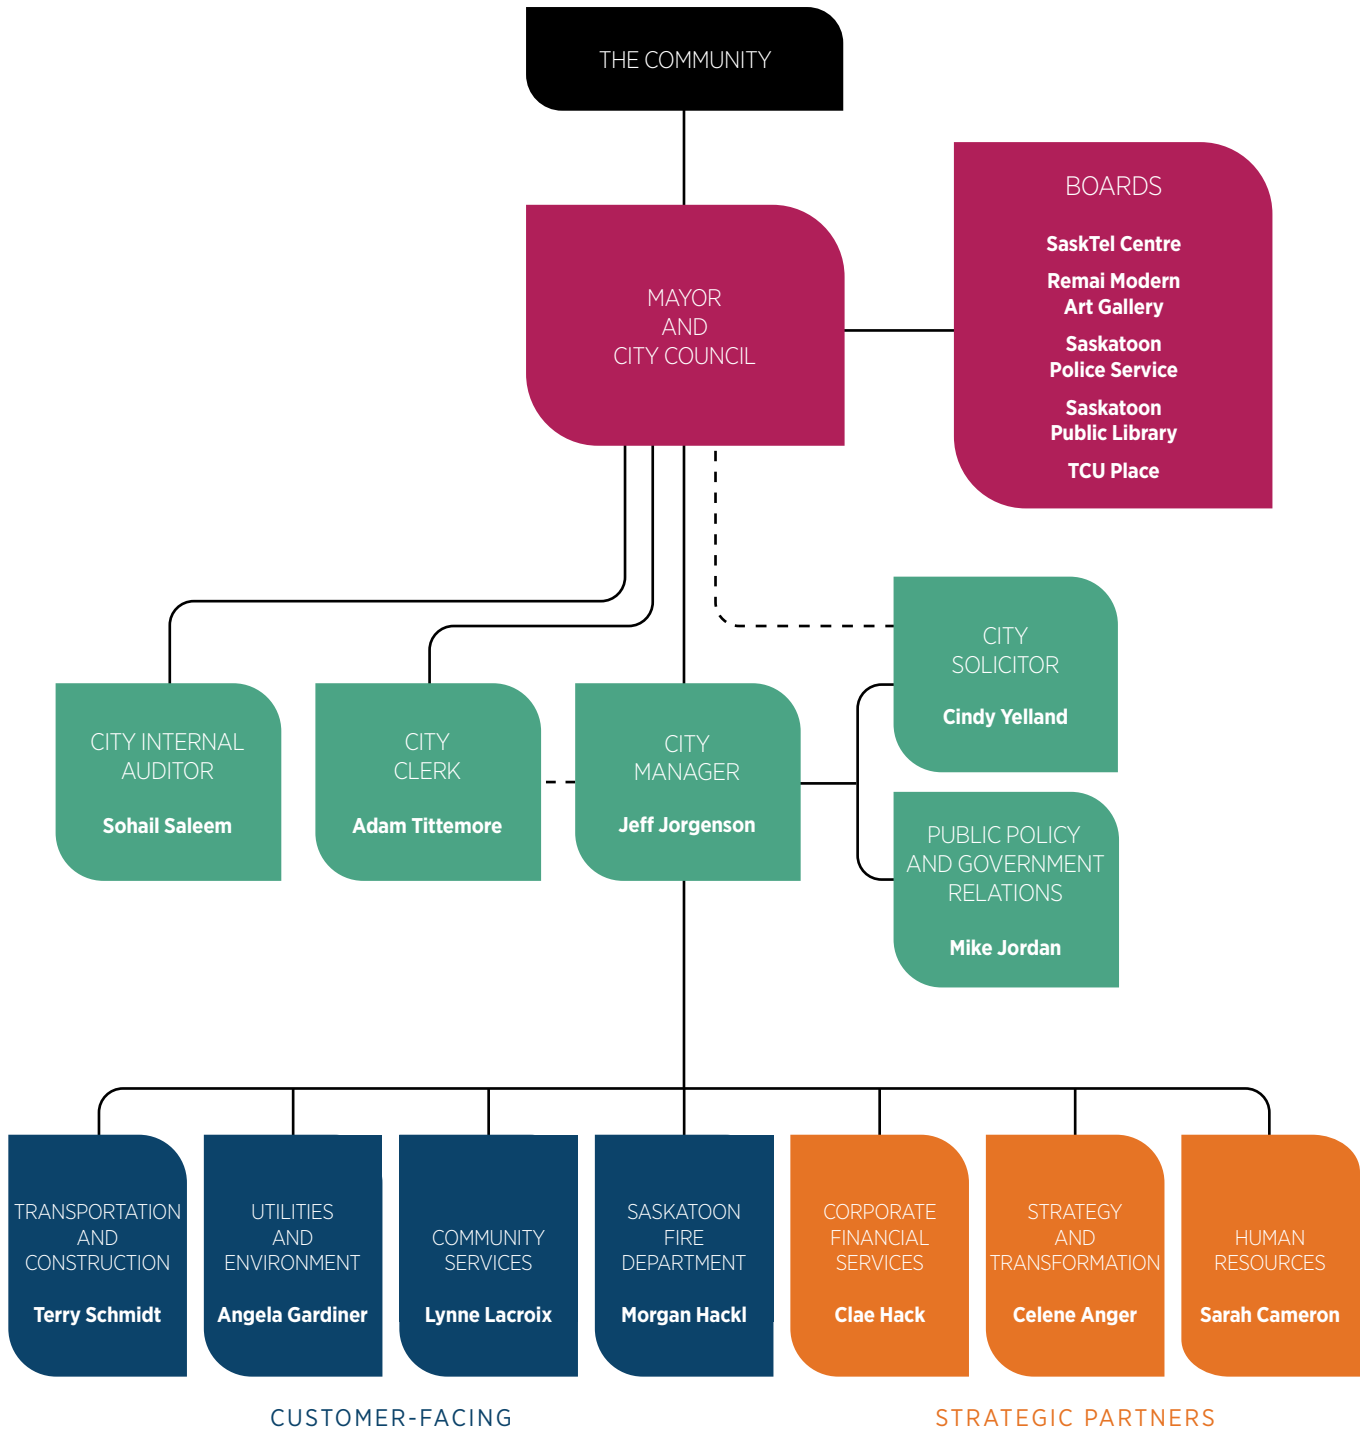 THE COMMUNITY
BOARDS
SaskTel Centre
Remai Modern
Art Gallery
Saskatoon
Police Service
Saskatoon
Public Library
TCU Place
MAYOR
AND
CITY COUNCIL
CITY
SOLICITOR
Cindy Yelland
CITY INTERNAL
AUDITOR
Sohail Saleem
CITY
CLERK
Adam Tittemore
CITY
MANAGER
Jeff Jorgenson
PUBLIC POLICY
AND GOVERNMENT
RELATIONS
Mike Jordan
TRANSPORTATION
AND
CONSTRUCTION
Terry Schmidt
UTILITIES
AND
ENVIRONMENT
Angela Gardiner
COMMUNITY
SERVICES
Lynne Lacroix
SASKATOON
FIRE
DEPARTMENT
Morgan Hackl
CORPORATE
FINANCIAL
SERVICES
Clae Hack
STRATEGY
AND
TRANSFORMATION
Celene Anger
HUMAN
RESOURCES
Sarah Cameron
CUSTOMER-FACING
STRATEGIC PARTNERS